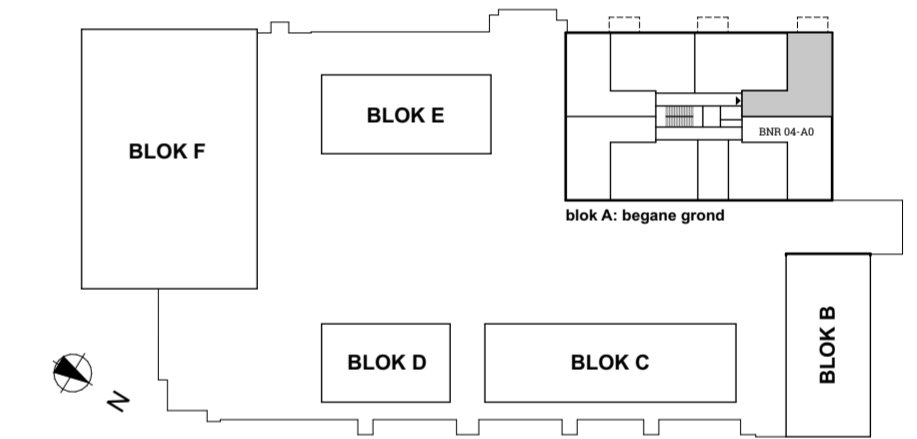 BLOK F
BLOK E
BNR 04-A0
blok A: begane grond
BLOK D
BLOK C
BLOK B
N